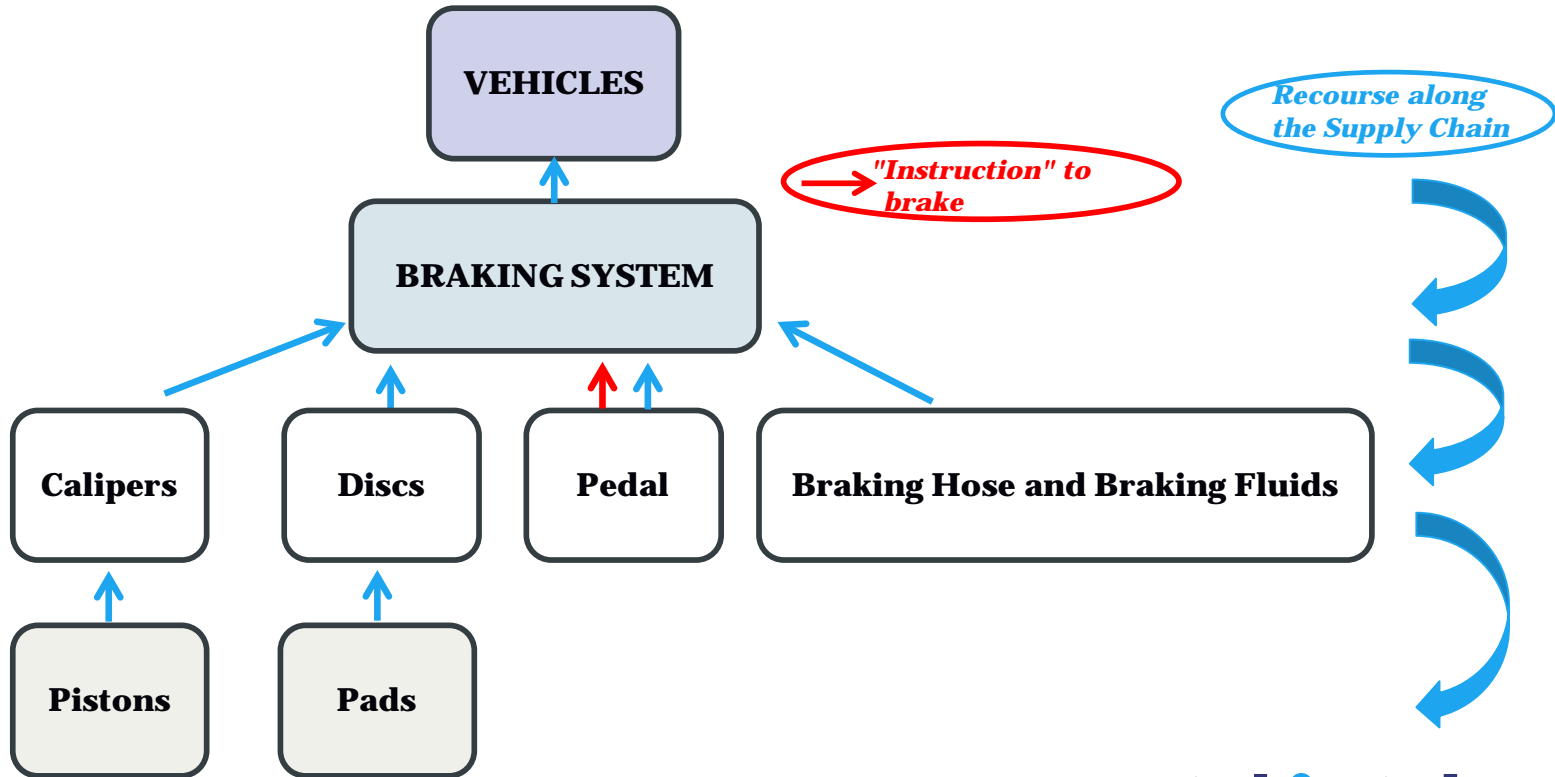 VEHICLES
Recourse along
the Supply Chain
"Instruction" to
brake
BRAKING SYSTEM
Calipers
Discs
Pedal
Braking Hose and Braking Fluids
Pistons
Pads